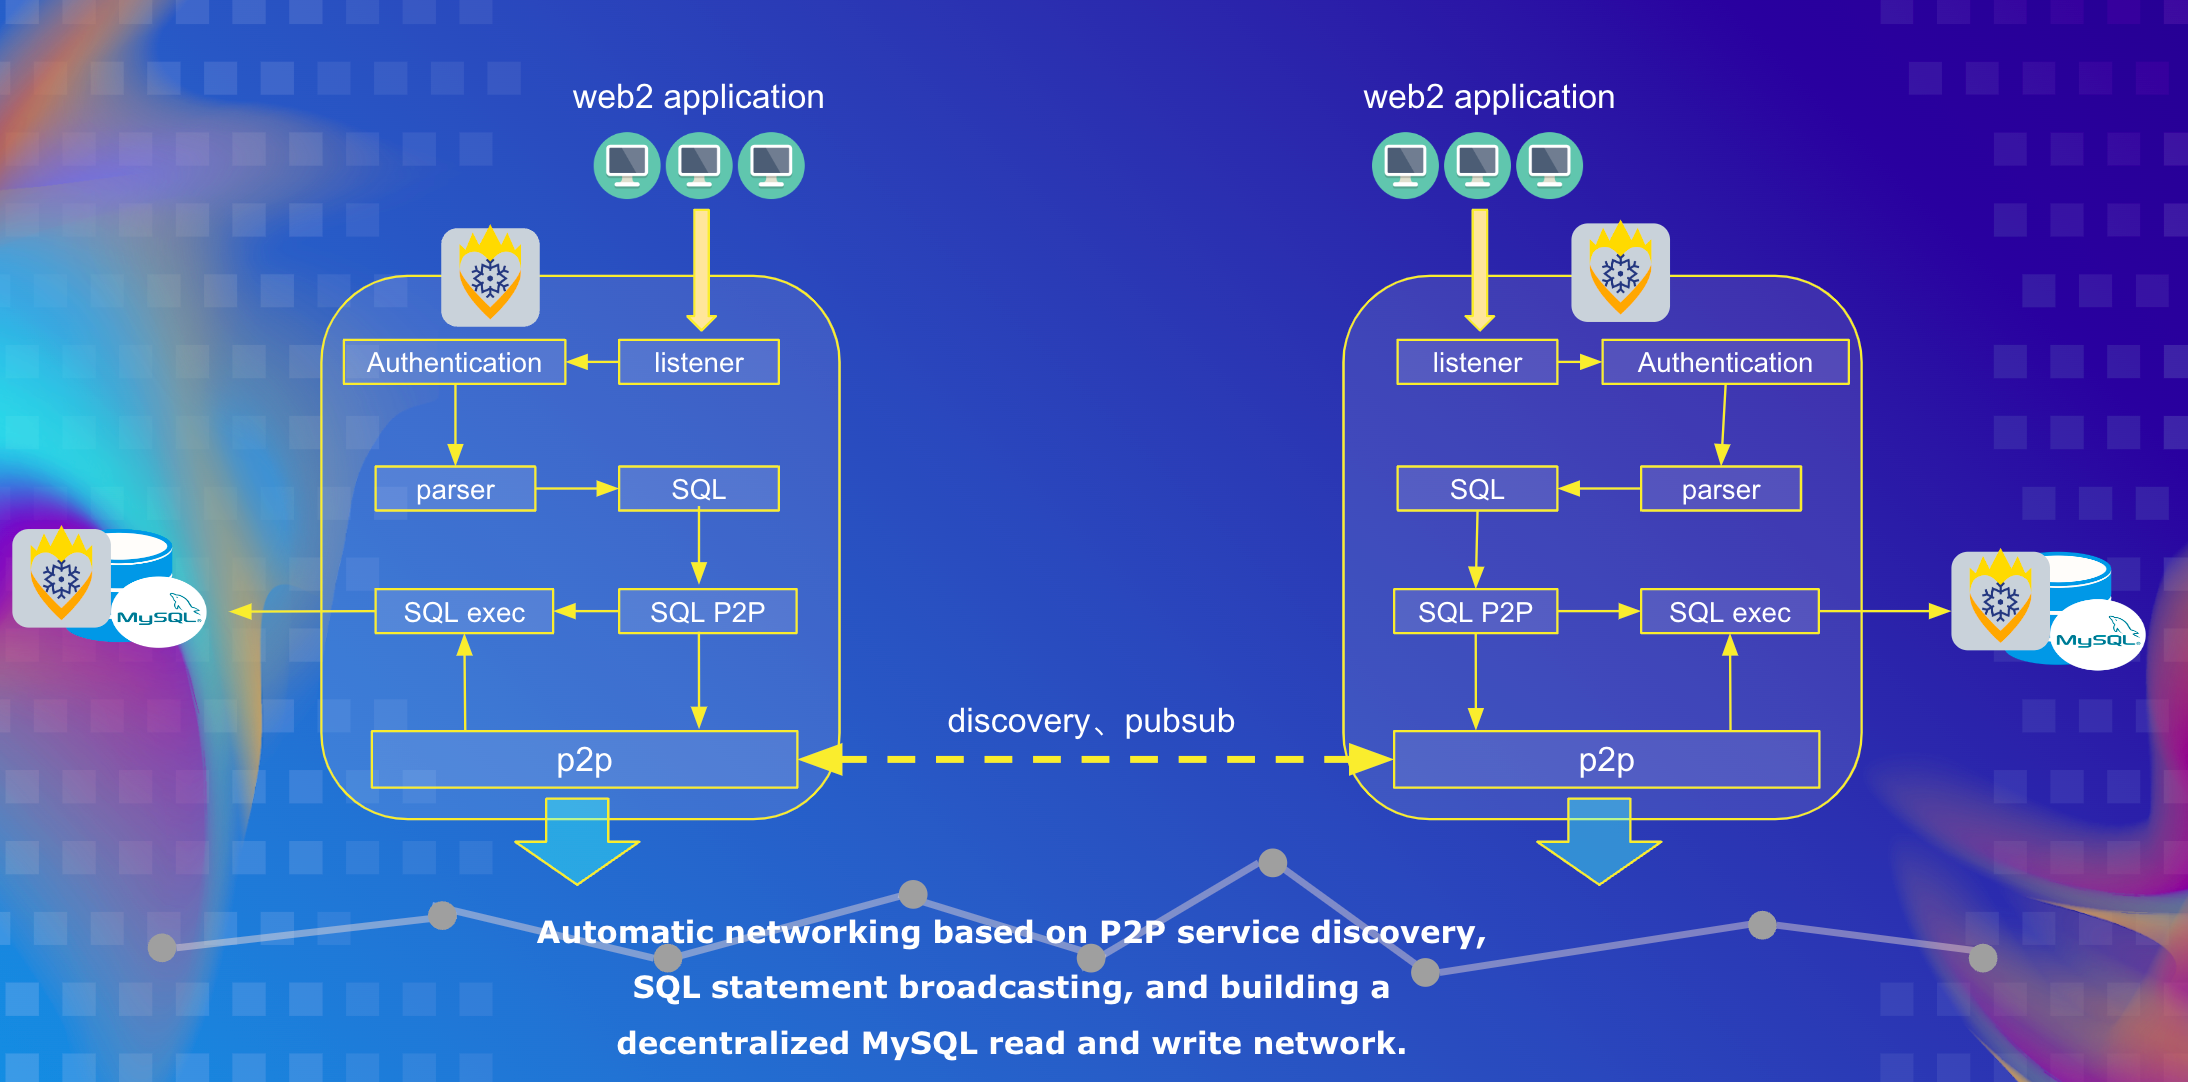 web2 application
web2 application
Authentication
listener
listener
Authentication
parser
SQL
SQL
parser
SQL exec
SQL P2P
SQL P2P
SQL exec
MySQL
MySQL
discovery、pubsub
p2p
p2p
Automatic networking based on P2P service discovery,
SQL statement broadcasting, and building a
decentralized MySQL read and write network.